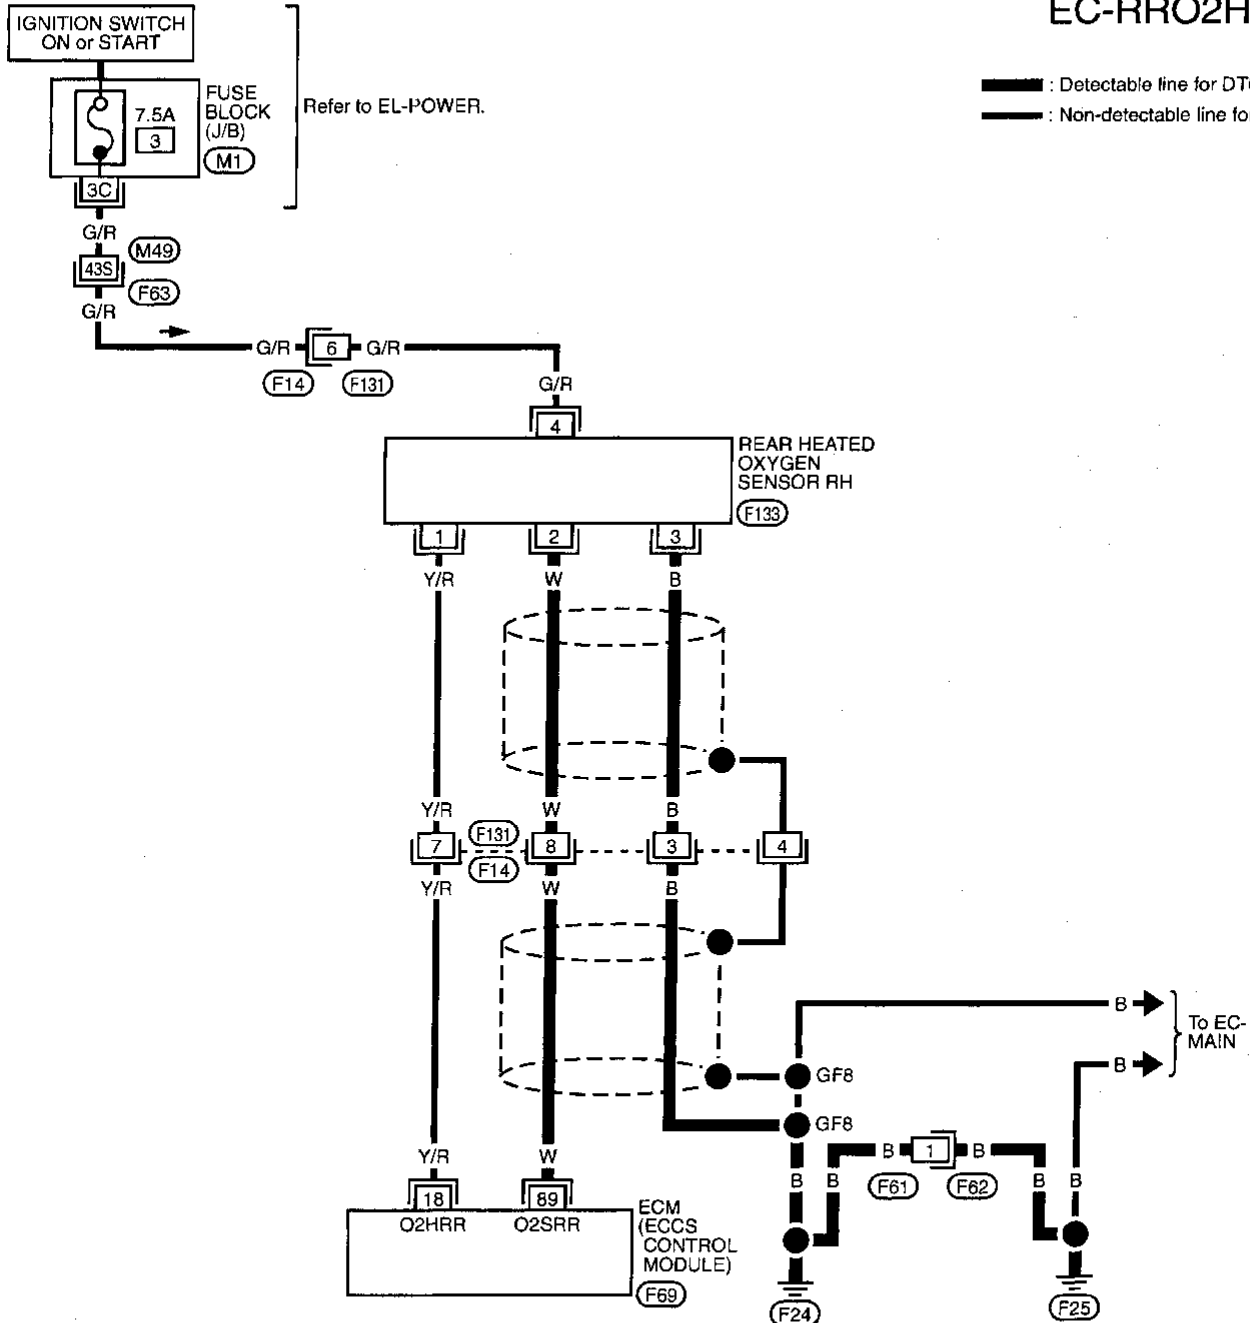 EC-RRO2H
IGNITION SWITCH
ON or START
FUSE
BLOCK
(J/B)
M1
7.5A
3
Refer to EL-POWER.
: Detectable line for DT
: Non-detectable line fo
3C
G/R
M49
43S
F63
G/R
G/R 6 G/R
F14 F131
G/R
4
REAR HEATED
OXYGEN
SENSOR RH
F133
1 2 3
Y/R W B
Y/R W B
7 F131 8 3 4
F14
Y/R W B
B
To EC-
MAIN
B
GF8
GF8
B 1 B
F61 F62
B B B B
Y/R W
18 89
O2HRR O2SRR
ECM
(ECCS
CONTROL
MODULE)
F69
F24
F25